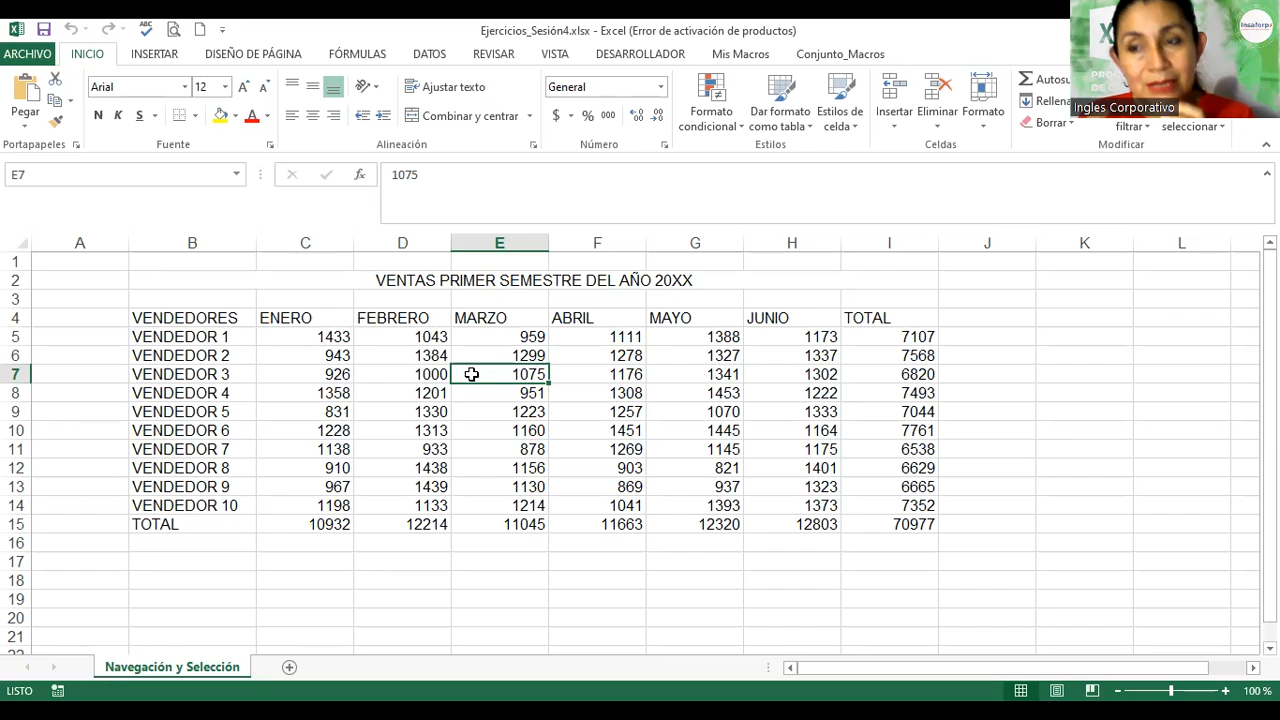 Ejercicios_Sesión4.xlsx - Excel (Error de activación de productos)
ARCHIVO INICIO INSERTAR DISEÑO DE PÁGINA FÓRMULAS DATOS REVISAR VISTA DESARROLLADOR Mis Macros Conjunto_Macros
Insaforp
Ingles Corporativo
Arial 12 Ajustar texto General
Pegar N K S Combinar y centrar $ % 000
Formato condicional Dar formato como tabla Estilos de celda Insertar Eliminar Formato
Autosu
Rellena
Borrar filtrar seleccionar
Portapapeles Fuente Alineación Número Estilos Celdas Modificar
E7 fx 1075
A B C D E F G H I J K L
1
2 VENTAS PRIMER SEMESTRE DEL AÑO 20XX
3
4 VENDEDORES ENERO FEBRERO MARZO ABRIL MAYO JUNIO TOTAL
5 VENDEDOR 1 1433 1043 959 1111 1388 1173 7107
6 VENDEDOR 2 943 1384 1299 1278 1327 1337 7568
7 VENDEDOR 3 926 1000 1075 1176 1341 1302 6820
8 VENDEDOR 4 1358 1201 951 1308 1453 1222 7493
9 VENDEDOR 5 831 1330 1223 1257 1070 1333 7044
10 VENDEDOR 6 1228 1313 1160 1451 1445 1164 7761
11 VENDEDOR 7 1138 933 878 1269 1145 1175 6538
12 VENDEDOR 8 910 1438 1156 903 821 1401 6629
13 VENDEDOR 9 967 1439 1130 869 937 1323 6665
14 VENDEDOR 10 1198 1133 1214 1041 1393 1373 7352
15 TOTAL 10932 12214 11045 11663 12320 12803 70977
16
17
18
19
20
21
Navegación y Selección
LISTO 100 %